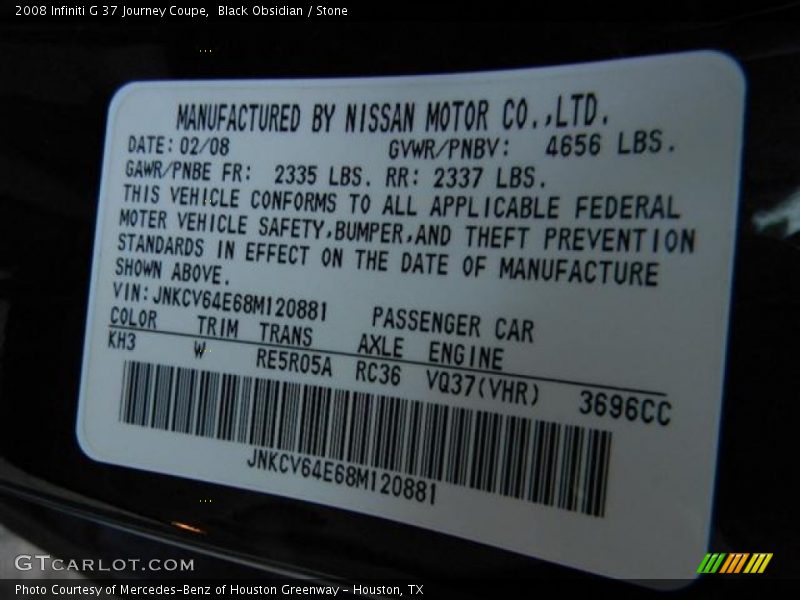 2008 Infiniti G 37 Journey Coupe,  Black Obsidian / Stone
MANUFACTURED BY NISSAN MOTOR CO.,LTD.
DATE:02/08 GVWR/PNBV: 4656 LBS.
GAWR/PNBE FR: 2335 LBS. RR: 2337 LBS.
THIS VEHICLE CONFORMS TO ALL APPLICABLE FEDERAL
MOTER VEHICLE SAFETY,BUMPER,AND THEFT PREVENTION
STANDARDS IN EFFECT ON THE DATE OF MANUFACTURE
SHOWN ABOVE.
VIN:JNKCV64E68M120881 PASSENGER CAR
COLOR TRIM TRANS AXLE ENGINE
KH3 W RE5R05A RC36 VQ37(VHR) 3696CC
JNKCV64E68M120881
GTCARLOT.COM
Photo Courtesy of Mercedes-Benz of Houston Greenway - Houston, TX